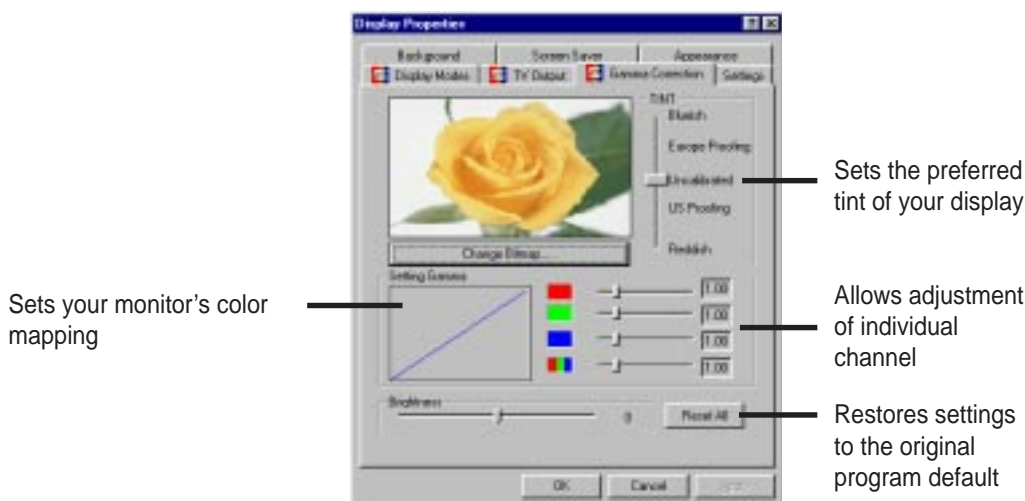 Display Properties
Background Screen Saver Appearance
Display Modes TV Output Gamma Correction Settings
TINT
Bluish
Europe Proofing
Uncalibrated
US Proofing
Reddish
Change Bitmap...
Sets the preferred
tint of your display
Setting Gamma
1.00
1.00
1.00
1.00
Sets your monitor’s color
mapping
Allows adjustment
of individual
channel
Brightness
0
Reset All
Restores settings
to the original
program default
OK Cancel